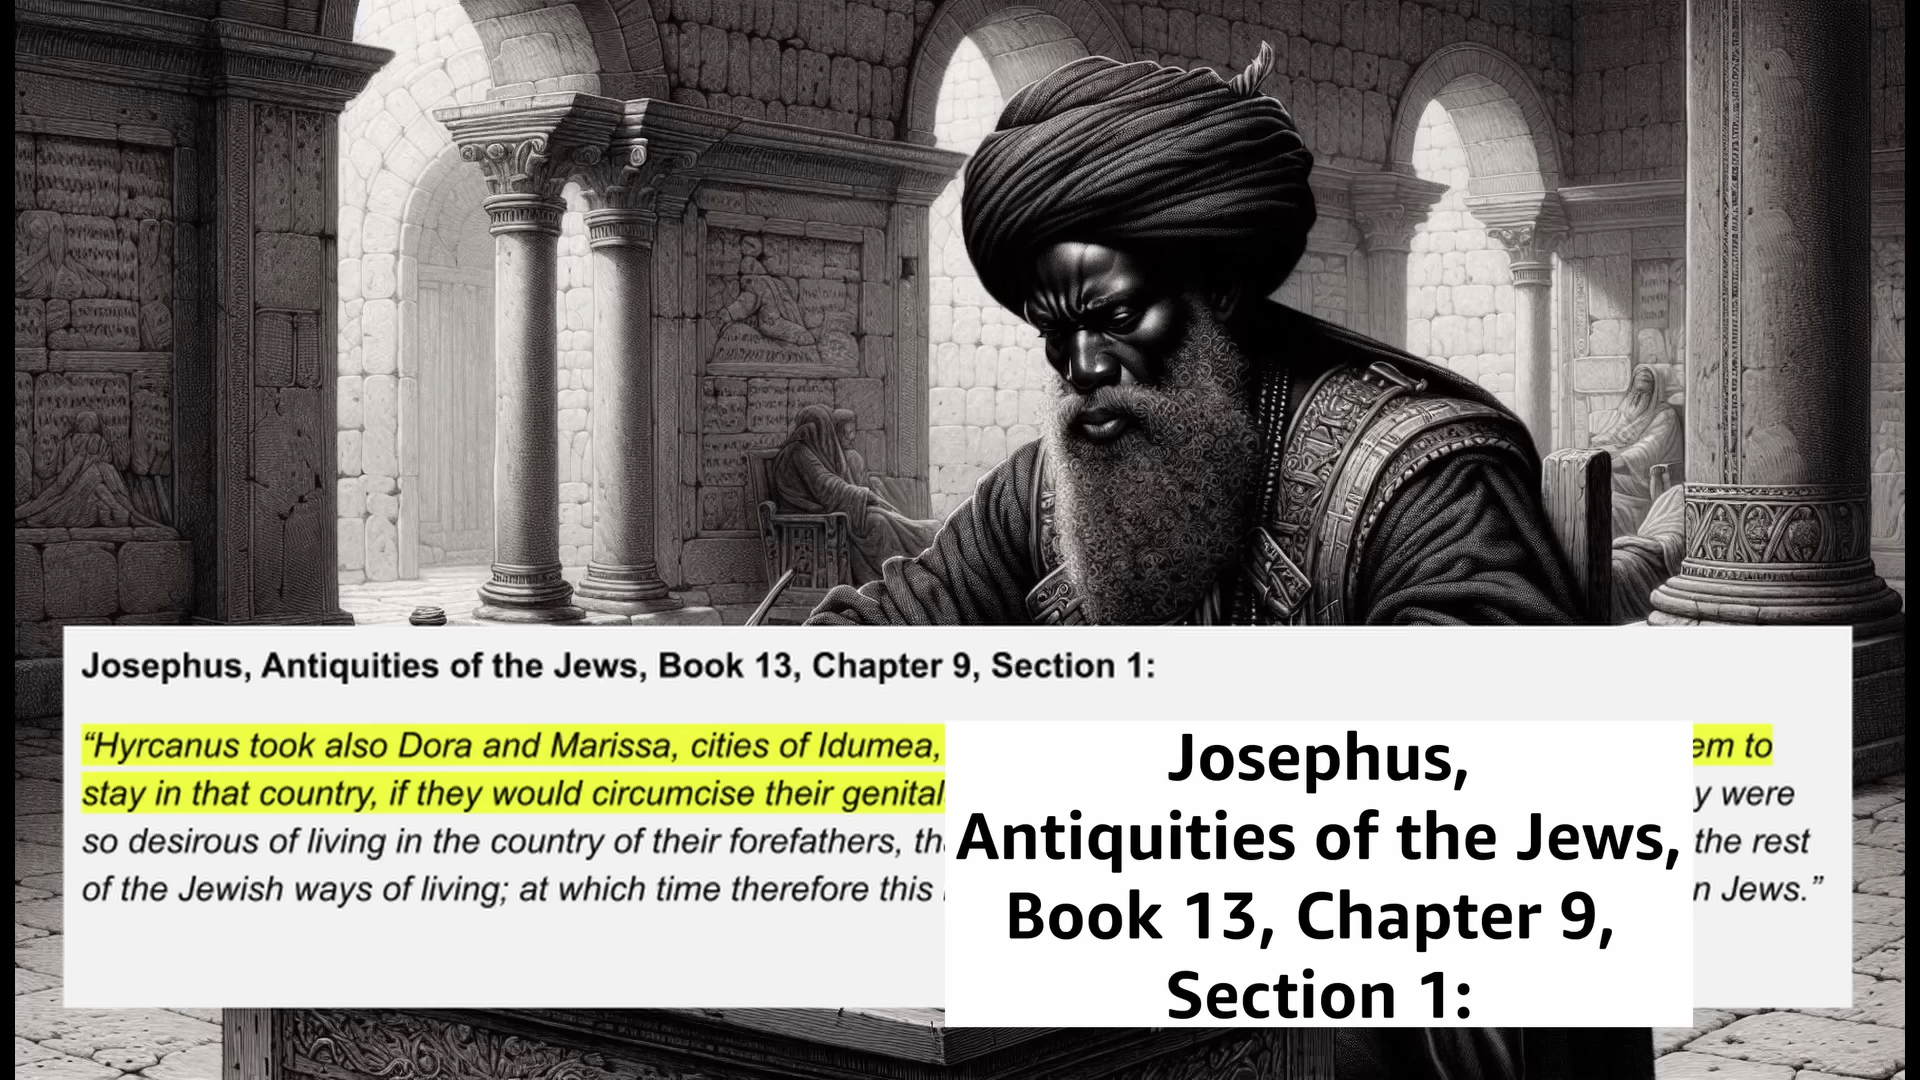 Josephus, Antiquities of the Jews, Book 13, Chapter 9, Section 1:
“Hyrcanus took also Dora and Marissa, cities of Idumea, to
stay in that country, if they would circumcise their y were
so desirous of living in the country of their forefathers, the rest
of the Jewish ways of living; at which time therefore this Jews.”
Josephus,
Antiquities of the Jews,
Book 13, Chapter 9,
Section 1: